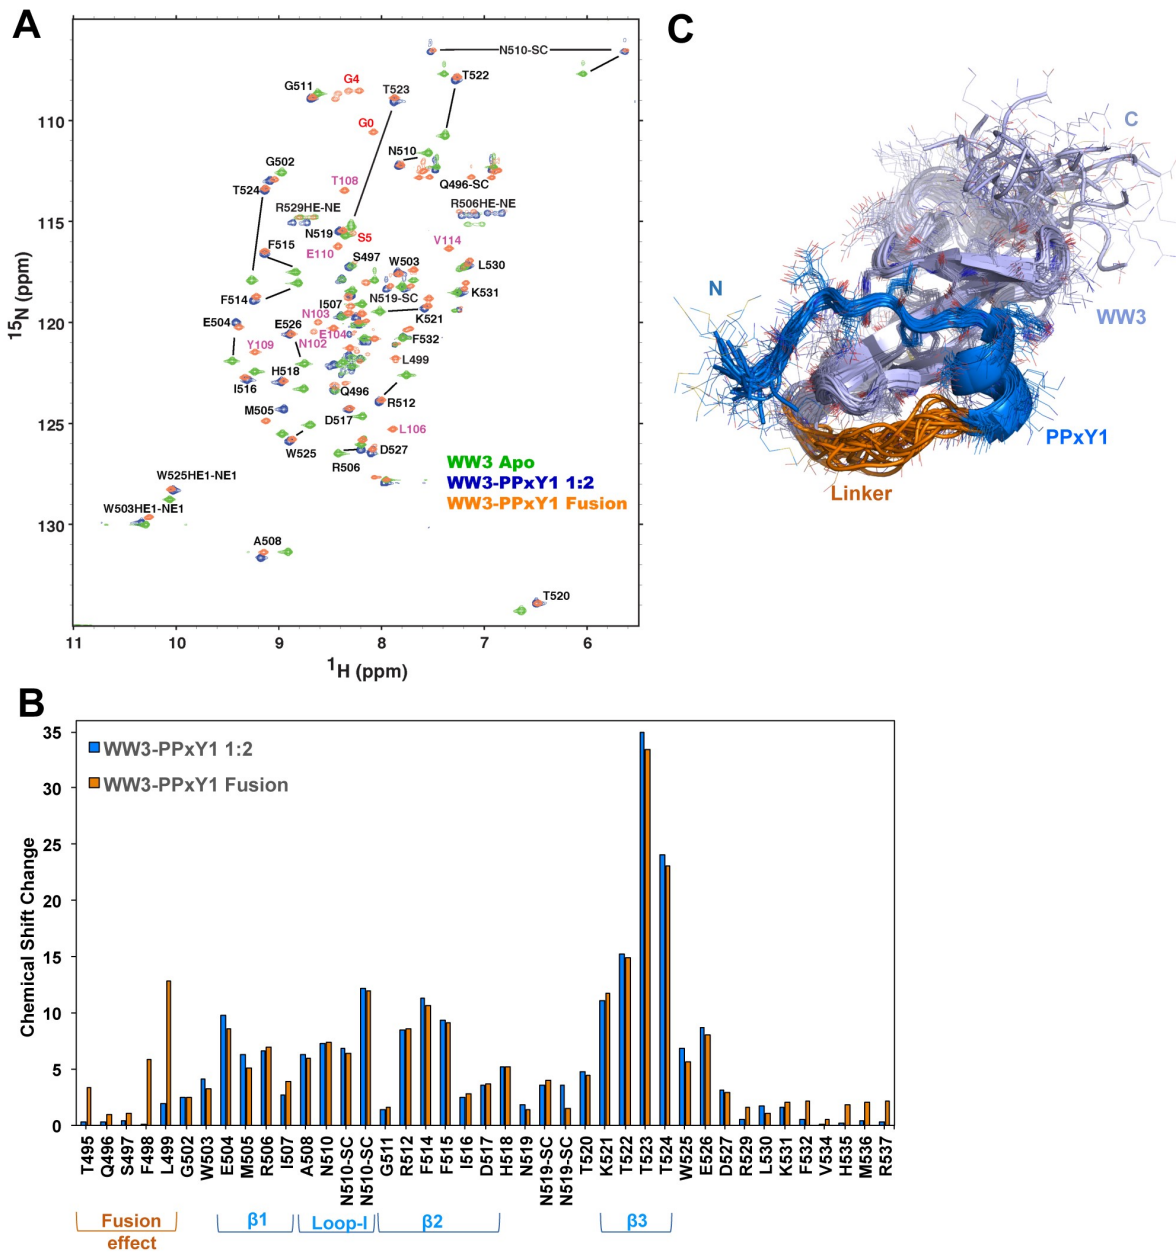 A
C
N510-SC
G511
G4
T522
T523
110
G0
N510
G502
T524
T108
Q496-SC
R529HE-NE
R506HE-NE
115
N519
S5
F515
E110
V114
S497
W503
L530
15N (ppm)
F514
I507
N519-SC
K531
N103
K521
120
E504
E526
E104
F532
Y109
N102
L499
I516
H518
Q496
R512
M505
D517
125
L106
W525
R506
D527
WW3 Apo
W525HE1-NE1
WW3-PPxY1 1:2
W503HE1-NE1
WW3-PPxY1 Fusion
130
A508
T520
11 10 9 8 7 6
1H (ppm)
C
N
WW3
PPxY1
Linker
B
35
WW3-PPxY1 1:2
30
WW3-PPxY1 Fusion
25
20
15
10
5
0
Chemical Shift Change
T495 Q496 S497 F498 L499 G502 W503 E504 M505 R506 I507 A508 N510 N510-SC N510-SC G511 R512 F514 F515 I516 D517 H518 N519 N519-SC N519-SC T520 K521 T522 T523 T524 W525 E526 D527 R529 L530 K531 F532 V534 H535 M536 R537
Fusion effect
β1
Loop-I
β2
β3